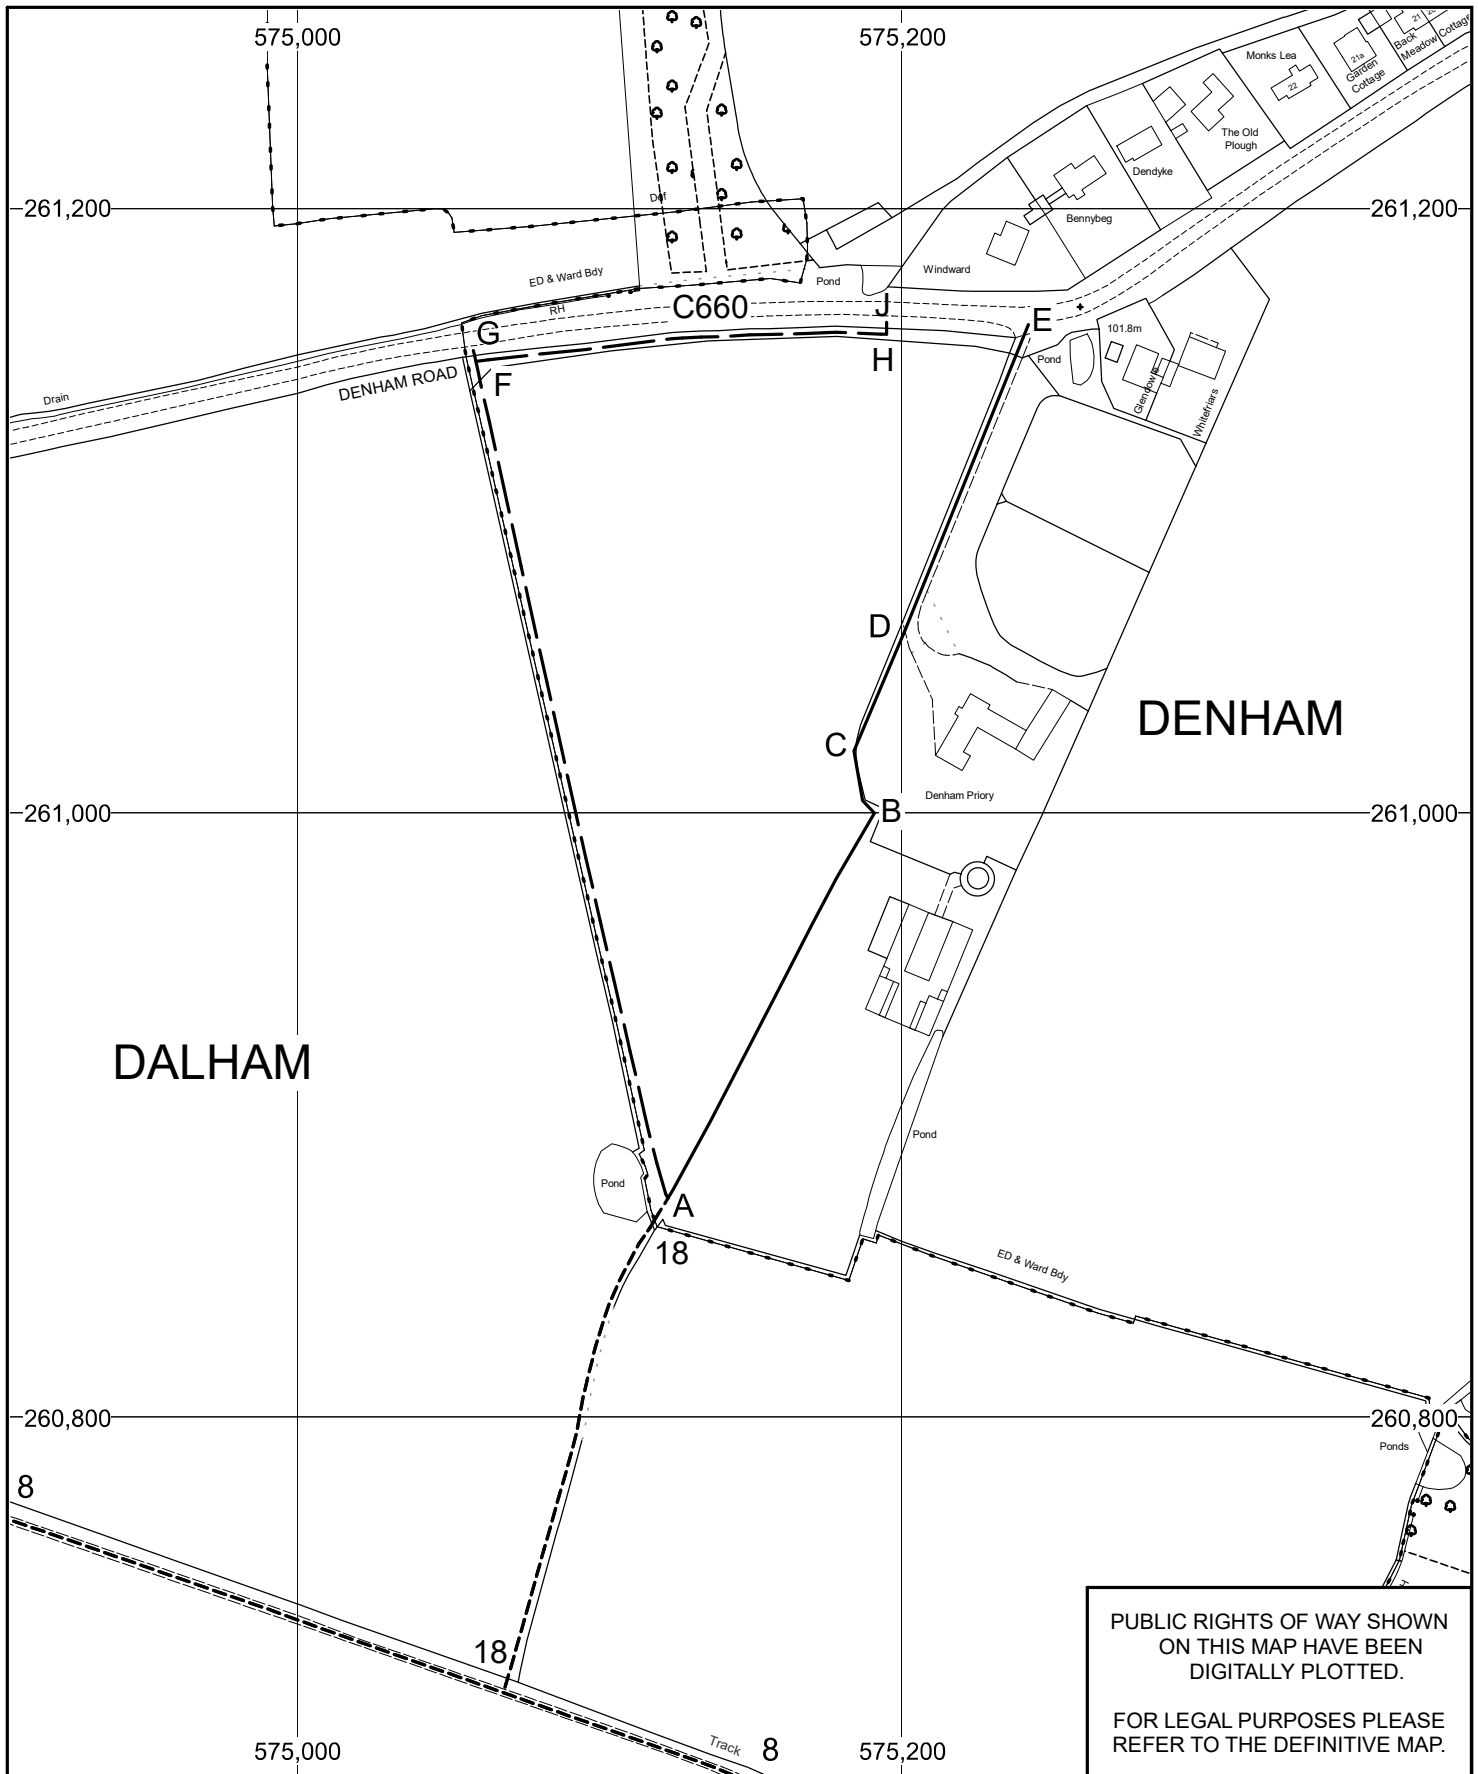 575,000
575,200
21
Back
Meadow
Cottage
21a
Garden
Cottage
Monks Lea
22
The Old
Plough
Dendyke
Bennybeg
261,200
261,200
Def
Windward
ED & Ward Bdy
Pond
RH
C660
J
E
G
101.8m
H
Pond
F
DENHAM ROAD
Glendowie
Whitefriars
Drain
D
DENHAM
C
Denham Priory
261,000
B
261,000
DALHAM
Pond
Pond
A
18
ED & Ward Bdy
260,800
260,800
Ponds
8
18
PUBLIC RIGHTS OF WAY SHOWN
ON THIS MAP HAVE BEEN
DIGITALLY PLOTTED.
FOR LEGAL PURPOSES PLEASE
REFER TO THE DEFINITIVE MAP.
Track
8
575,000
575,200